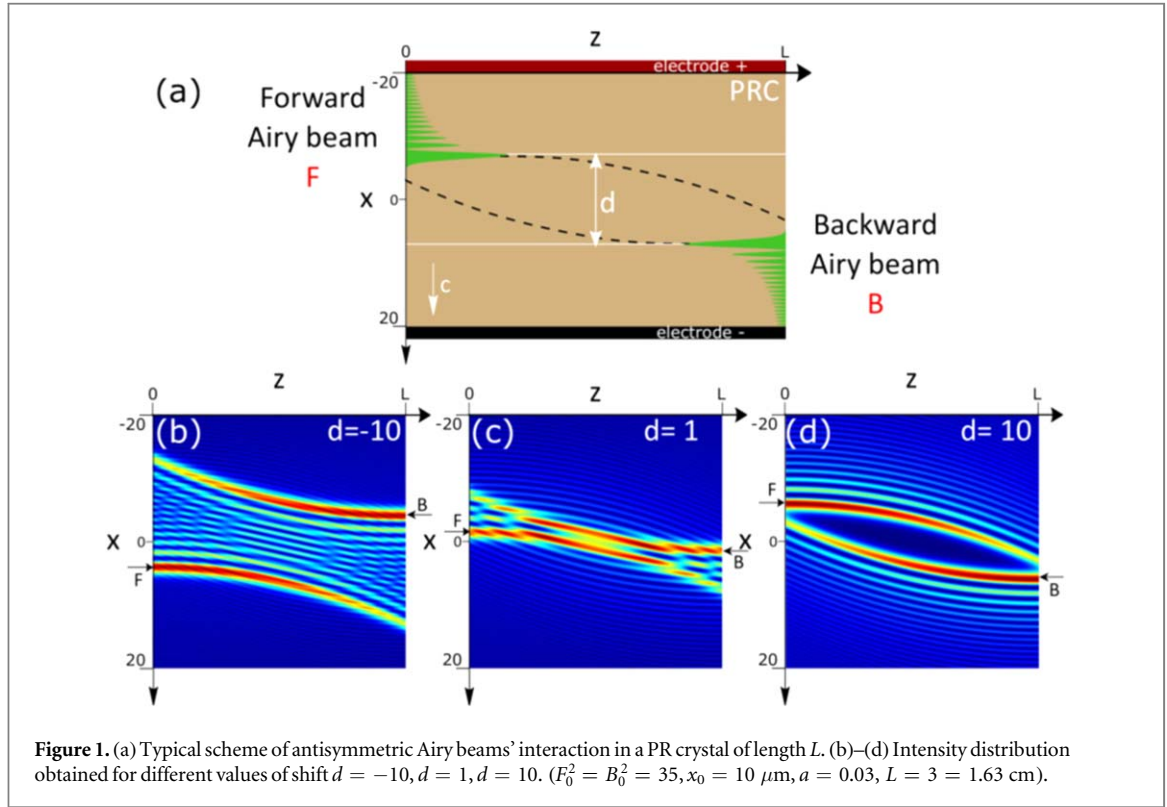 Z
0
L
electrode +
-20
(a)
PRC
Forward
Airy beam
F
X
0
d
Backward
Airy beam
B
c
20
electrode -
Z
0
L
-20
(b)
d=-10
B
X
0
F
20
Z
0
L
-20
(c)
d= 1
F
X
0
B
20
Z
0
L
-20
(d)
d= 10
F
X
0
B
20
Figure 1. (a) Typical scheme of antisymmetric Airy beams’ interaction in a PR crystal of length L. (b)–(d) Intensity distribution
obtained for different values of shift d = −10, d = 1, d = 10. (F₀² = B₀² = 35, x₀ = 10 μm, a = 0.03, L = 3 = 1.63 cm).